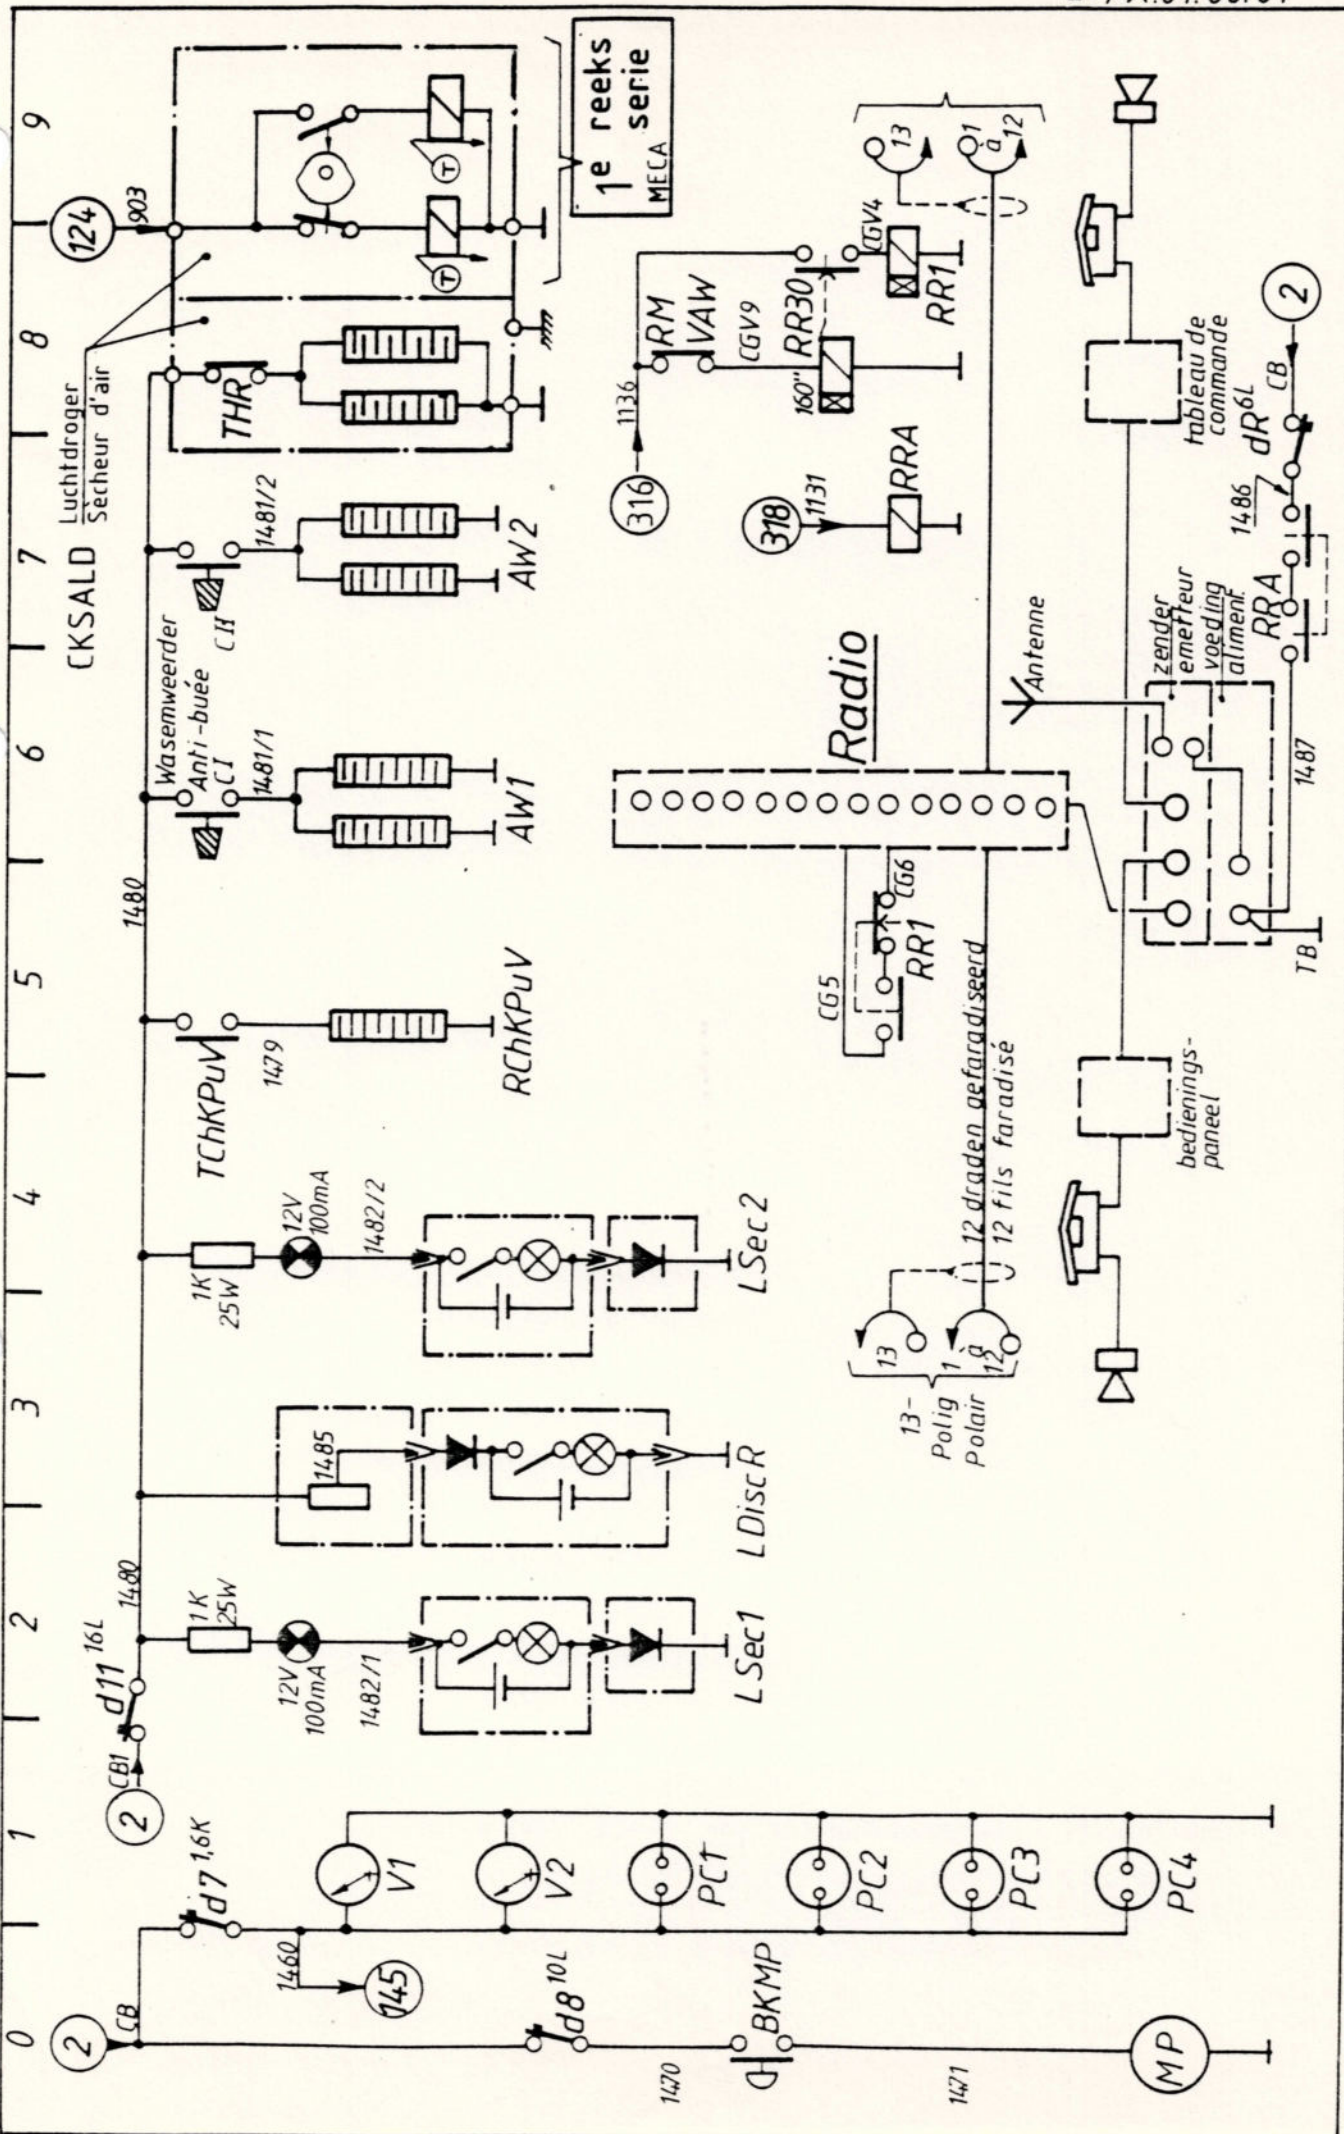 0
1
2
3
4
5
6
7
8
9
2
CB
d7 1,6K
1460
145
V1
V2
PC1
PC2
PC3
PC4
d8 10L
1470
BKMP
1471
MP
2
CB1
d11 16L
1480
1K
25W
12V
100mA
1482/1
LSec1
1485
LDiscR
1K
25W
12V
100mA
1482/2
LSec2
TChKPuV
1479
RChKPuV
1480
Wasemweerder
Anti-buée
CI
1481/1
AW1
CH
1481/2
AW2
CKSALD
Luchtdroger
Sècheur d'air
THR
124
903
T
T
1e reeks
serie
MECA
316
1136
RM
VAW
CGV9
160"
RR30
CGV4
RR1
318
1131
RRA
Radio
CG5
CG6
RR1
12 draden gefaradiseerd
12 fils faradisé
13
1
à
12
13-
Polig
Polair
13
1
à
12
Antenne
bedienings-
paneel
tableau de
commande
zender
emetteur
voeding
aliment.
TB
1487
RRA
1486
dR 6L
CB
2